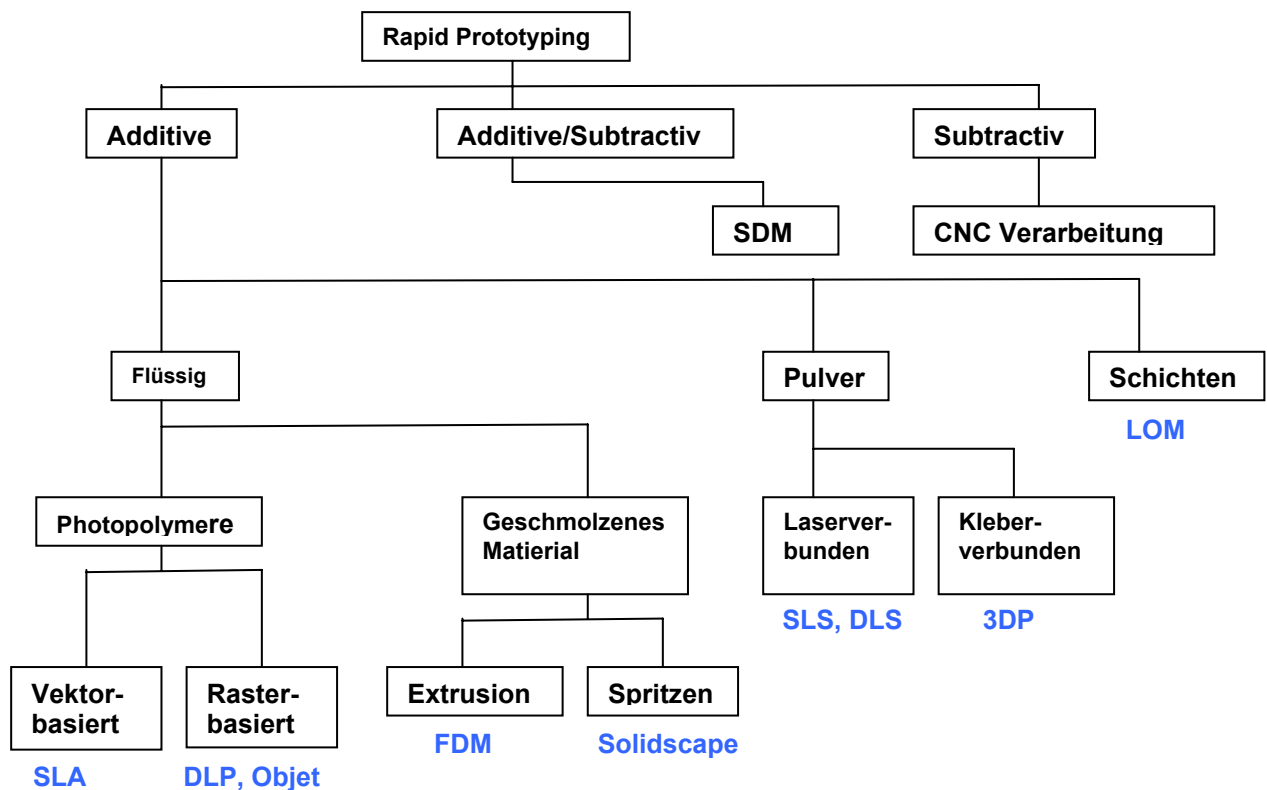 Rapid Prototyping
Additive
Additive/Subtractiv
Subtractiv
SDM
CNC Verarbeitung
Flüssig
Pulver
Schichten
LOM
Photopolymere
Geschmolzenes
Matierial
Laserver-
bunden
Kleber-
verbunden
SLS, DLS
3DP
Vektor-
basiert
Raster-
basiert
Extrusion
Spritzen
FDM
Solidscape
SLA
DLP, Objet